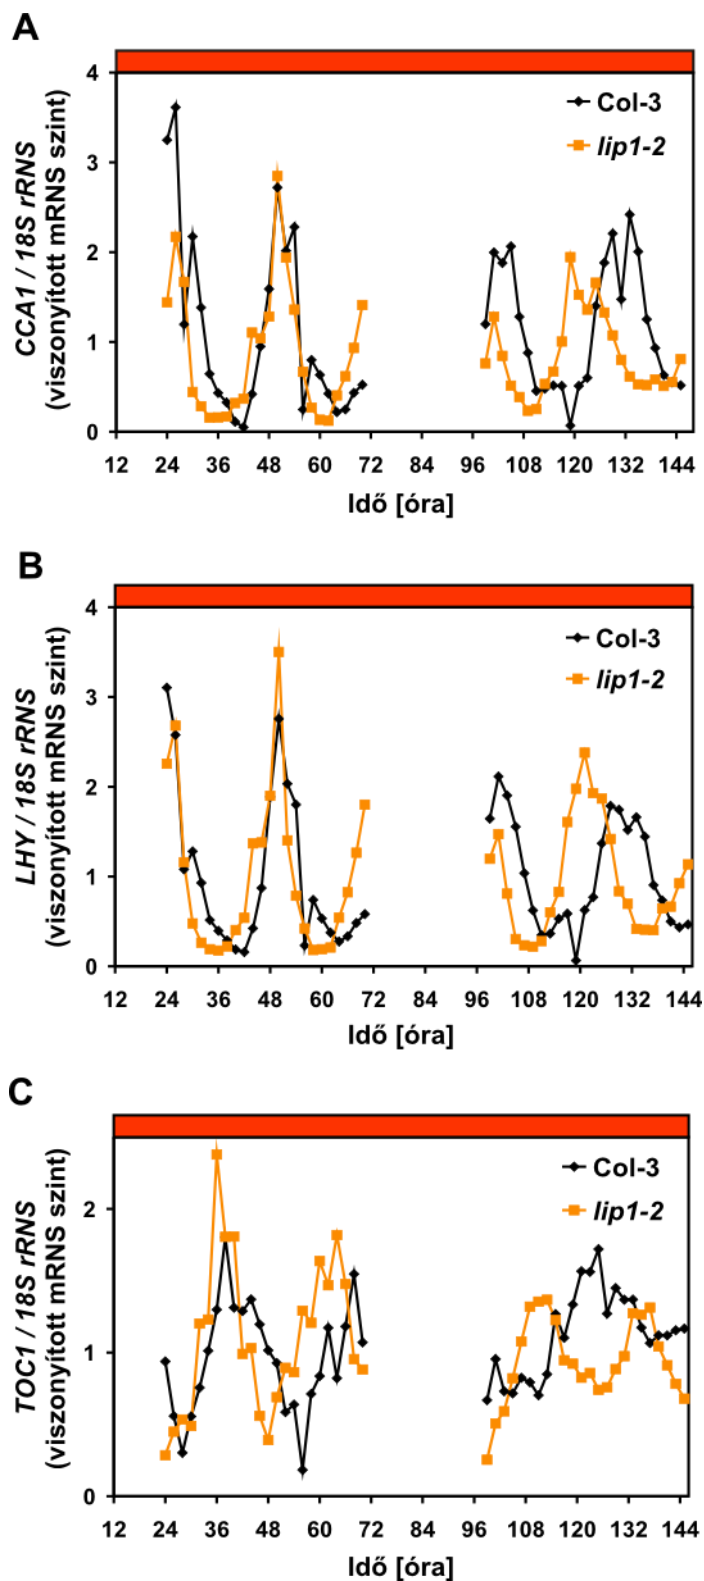 A
CCA1 / 18S rRNS
(viszonyított mRNS szint)
4
3
2
1
0
Col-3
lip1-2
12 24 36 48 60 72 84 96 108 120 132 144
Idő [óra]
B
LHY / 18S rRNS
(viszonyított mRNS szint)
4
3
2
1
0
Col-3
lip1-2
12 24 36 48 60 72 84 96 108 120 132 144
Idő [óra]
C
TOC1 / 18S rRNS
(viszonyított mRNS szint)
2
1
0
Col-3
lip1-2
12 24 36 48 60 72 84 96 108 120 132 144
Idő [óra]